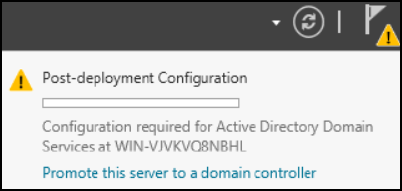 Post-deployment Configuration
Configuration required for Active Directory Domain
Services at WIN-VJVKVQ8NBHL
Promote this server to a domain controller